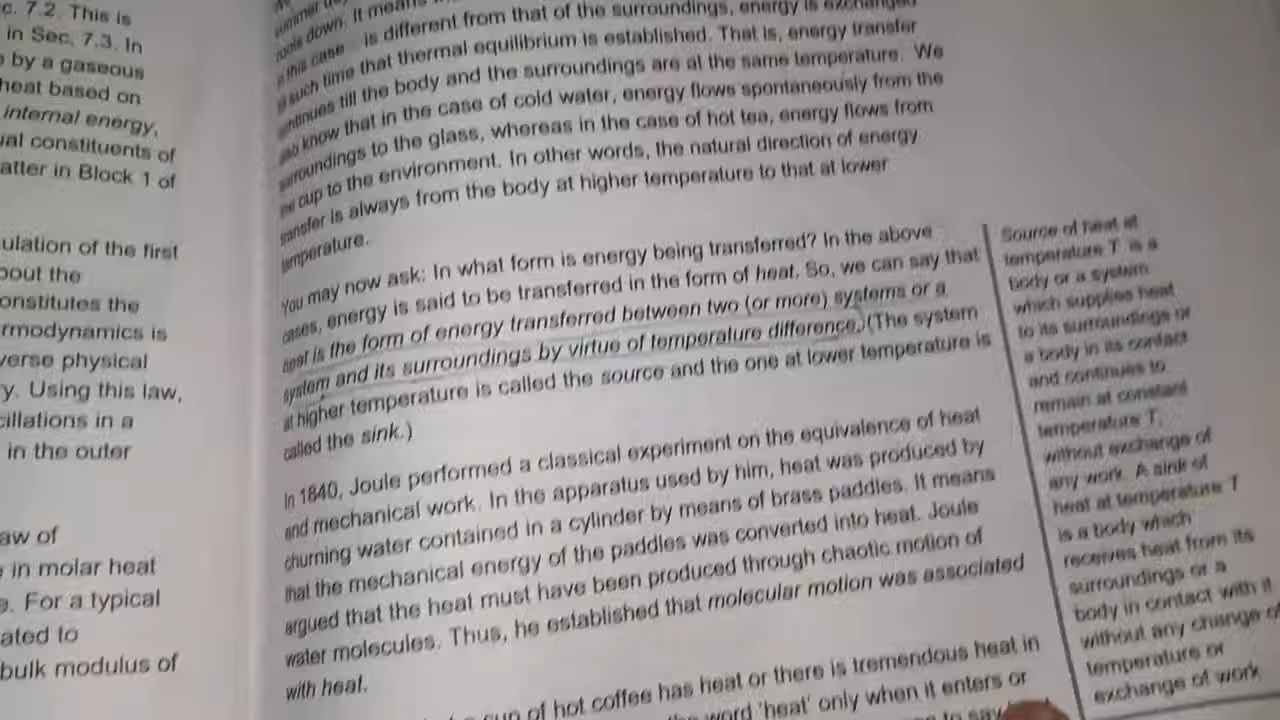 c. 7.2. This is
in Sec. 7.3. In
by a gaseous
heat based on
internal energy,
ual constituents of
atter in Block 1 of
ulation of the first
bout the
onstitutes the
rmodynamics is
verse physical
y. Using this law,
cillations in a
in the outer
aw of
in molar heat
e. For a typical
ated to
bulk modulus of
summer
down. It means
this case is different from that of the surroundings, energy is exchanged
such time that thermal equilibrium is established. That is, energy transfer
till the body and the surroundings are at the same temperature. We
know that in the case of cold water, energy flows spontaneously from the
surroundings to the glass, whereas in the case of hot tea, energy flows from
cup to the environment. In other words, the natural direction of energy
transfer is always from the body at higher temperature to that at lower
temperature.
You may now ask: In what form is energy being transferred? In the above
cases, energy is said to be transferred in the form of heat. So, we can say that
heat is the form of energy transferred between two (or more) systems or a
system and its surroundings by virtue of temperature difference. (The system
at higher temperature is called the source and the one at lower temperature is
called the sink.)
In 1840, Joule performed a classical experiment on the equivalence of heat
and mechanical work. In the apparatus used by him, heat was produced by
churning water contained in a cylinder by means of brass paddles. It means
that the mechanical energy of the paddles was converted into heat. Joule
argued that the heat must have been produced through chaotic motion of
water molecules. Thus, he established that molecular motion was associated
with heat.
cup of hot coffee has heat or there is tremendous heat in
word 'heat' only when it enters or
to say
Source of heat at
temperature T is a
body or a system
which supplies heat
to its surroundings or
a body in its contact
and continues to
remain at constant
temperature T,
without exchange of
any work. A sink of
heat at temperature T
is a body which
receives heat from its
surroundings or a
body in contact with it
without any change of
temperature or
exchange of work